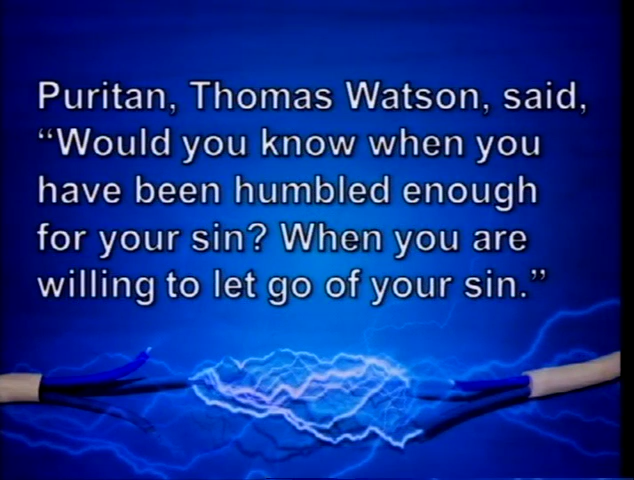 Puritan, Thomas Watson, said,
“Would you know when you
have been humbled enough
for your sin? When you are
willing to let go of your sin.”